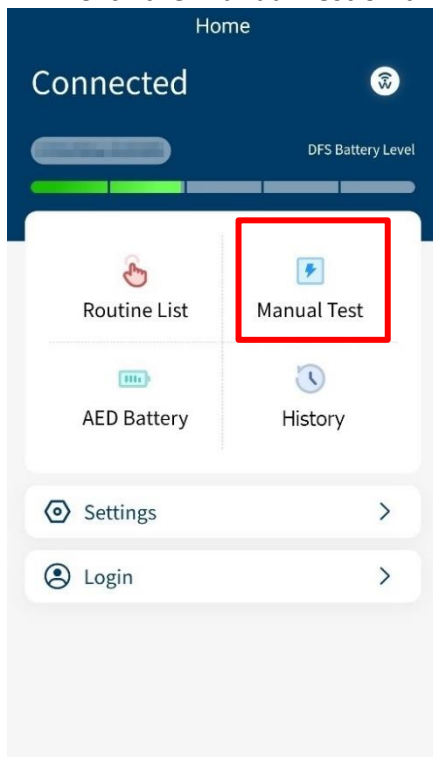 Home
Connected
DFS Battery Level
Routine List
Manual Test
AED Battery
History
Settings
Login